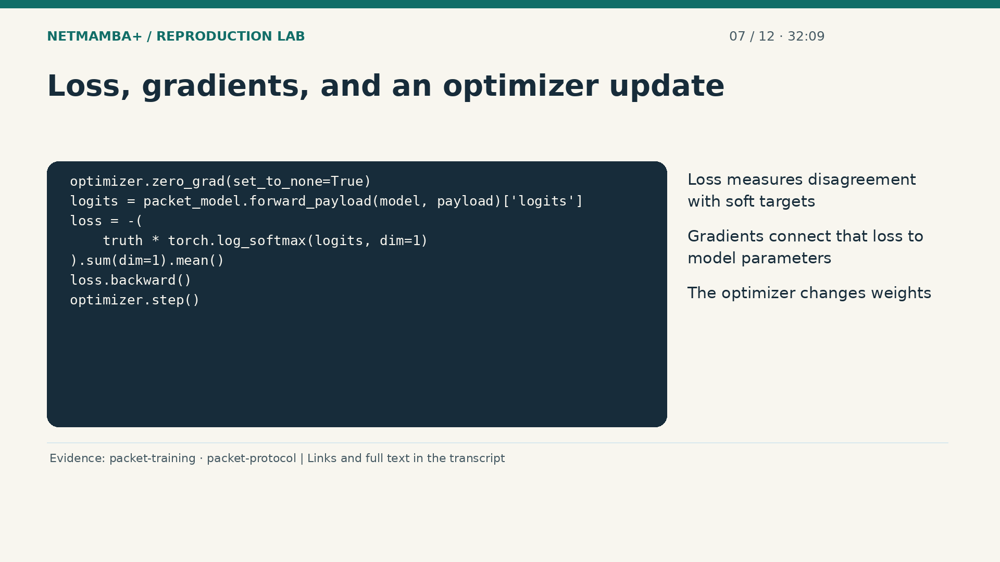 NETMAMBA+ / REPRODUCTION LAB
07 / 12 · 32:09
Loss, gradients, and an optimizer update
optimizer.zero_grad(set_to_none=True)
logits = packet_model.forward_payload(model, payload)['logits']
loss = -(
    truth * torch.log_softmax(logits, dim=1)
).sum(dim=1).mean()
loss.backward()
optimizer.step()
Loss measures disagreement
with soft targets
Gradients connect that loss to
model parameters
The optimizer changes weights
Evidence: packet-training · packet-protocol | Links and full text in the transcript